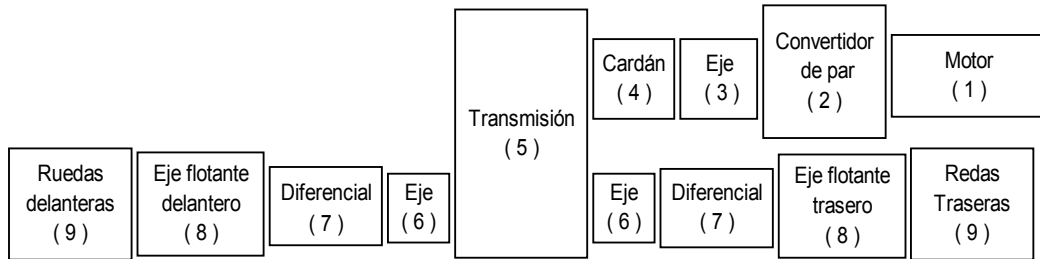 Cardán
( 4 )
Eje
( 3 )
Convertidor
de par
( 2 )
Motor
( 1 )
Transmisión
( 5 )
Ruedas
delanteras
( 9 )
Eje flotante
delantero
( 8 )
Diferencial
( 7 )
Eje
( 6 )
Eje
( 6 )
Diferencial
( 7 )
Eje flotante
trasero
( 8 )
Redas
Traseras
( 9 )